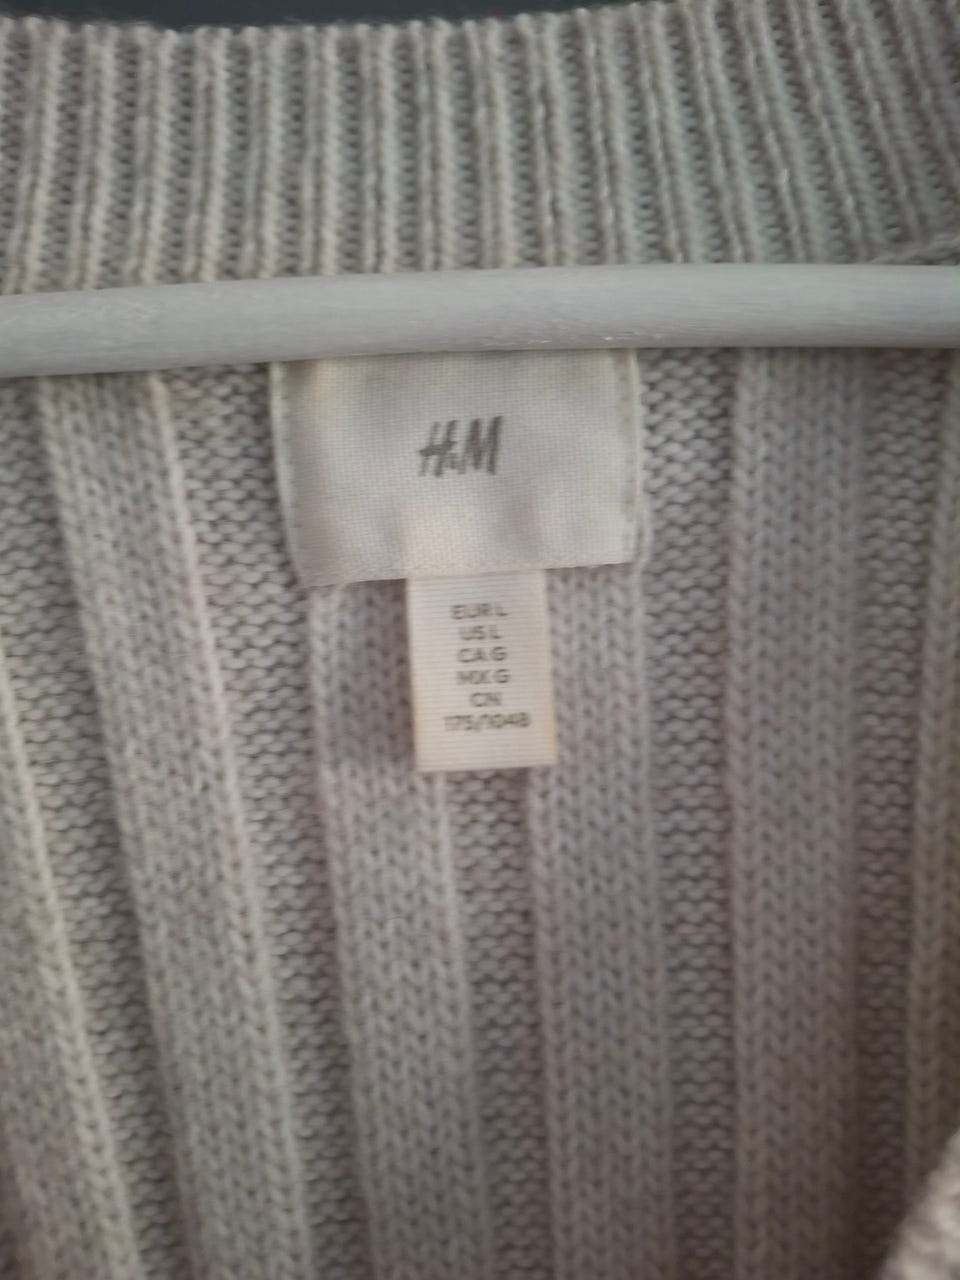 H&M
EUR L
US L
CA G
MX G
CN
175/104B